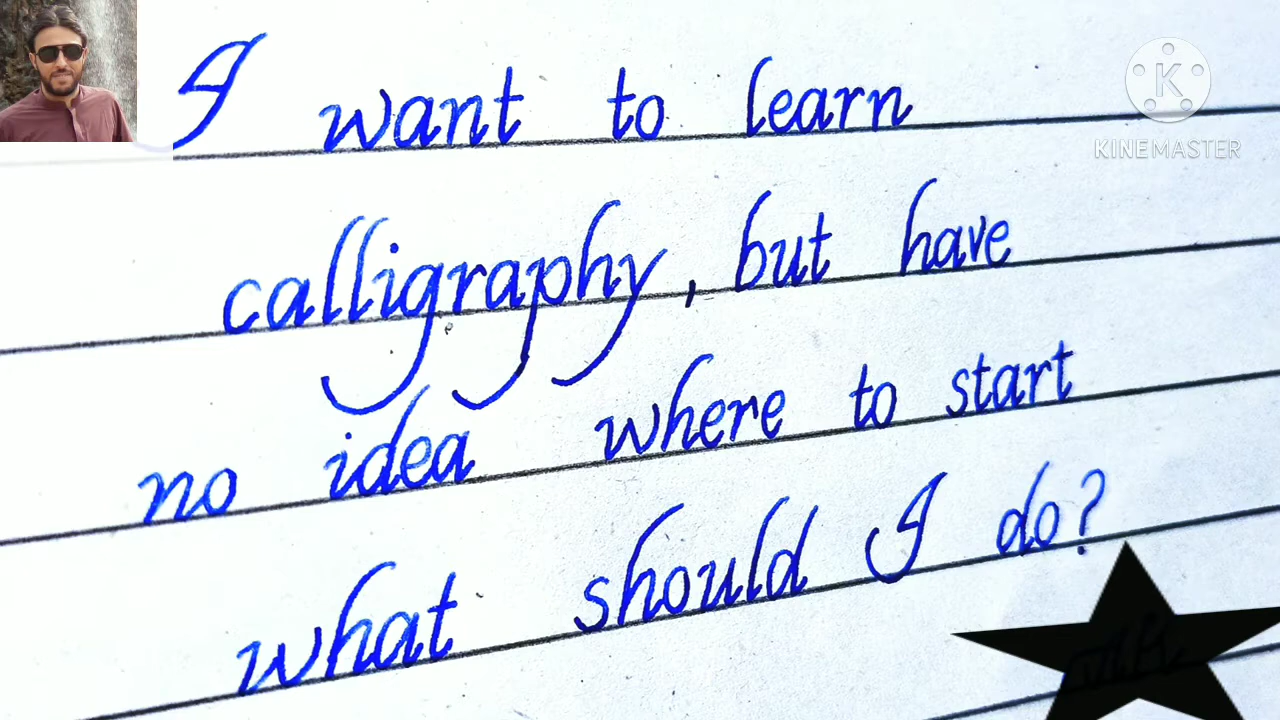 I want to learn
KINEMASTER
calligraphy, but have
no idea where to start
what should I do?